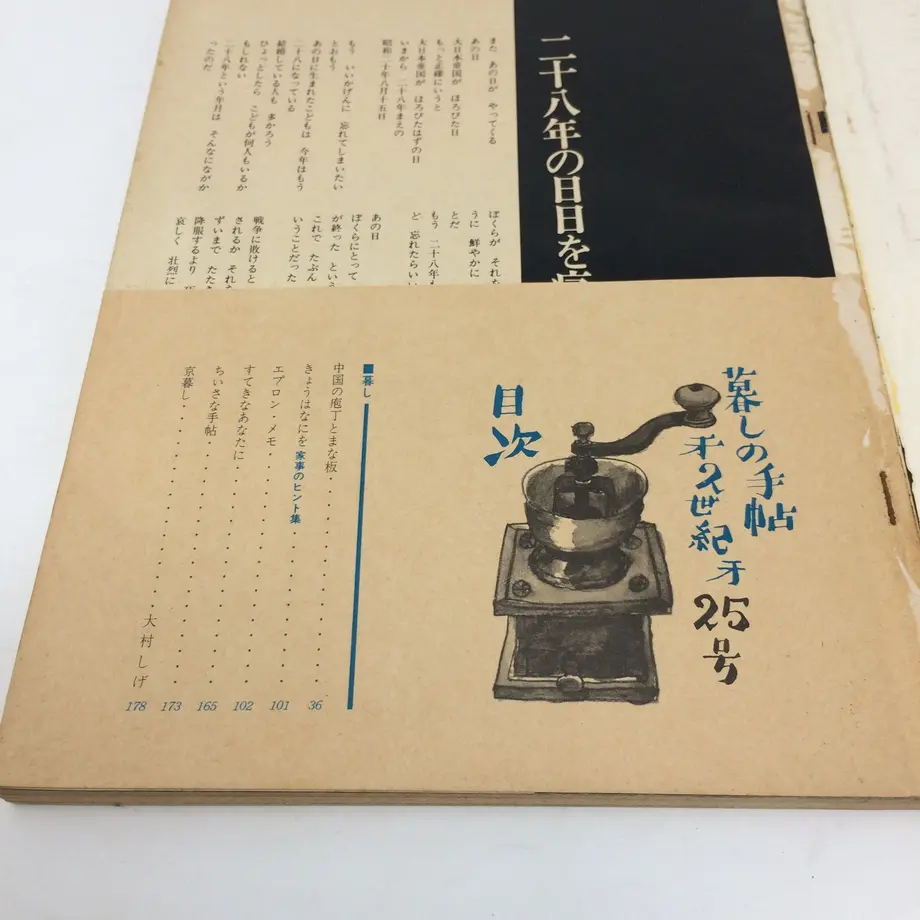 二十八年の日日を
また あの日が やってくる
あの日
大日本帝国が ほろびた日
もっと正確にいうと
大日本帝国が ほろびたはずの日
いまから 二十八年まえの
昭和二十年八月十五日
もう いいかげんに 忘れてしまいたい
とおもう
あの日に生まれたこどもは 今年はもう
二十八になっている
結婚している人も 多かろう
ひょっとしたら こどもが何人もいるか
もしれない
二十八年という年月は そんなにながか
ったのだ
ぼくらが それ
うに 鮮やかに
とだ
もう 二十八年
ど 忘れたらい
あの日
ぼくらにとって
が終った とい
これで たぶん
いうことだった
戦争に敗けると
されるか それ
ずいまで たた
降服するより
哀しく 壮烈に
暮しの手帖
才2世紀才25号
目次
■暮し
中国の庖丁とまな板 36
きょうはなにを 家事のヒント集 101
エプロン・メモ 102
すてきなあなたに 165
ちいさな手帖 173
京暮し 大村しげ 178